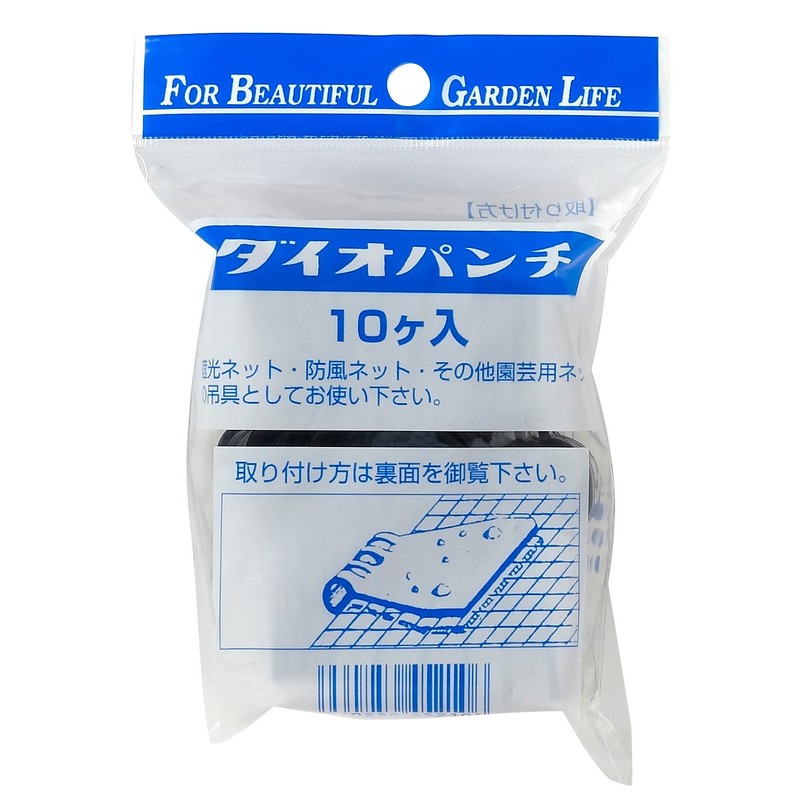 FOR BEAUTIFUL GARDEN LIFE
【取り付け方】
ダイオパンチ
10ヶ入
遮光ネット・防風ネット・その他園芸用ネッ
の吊具としてお使い下さい。
取り付け方は裏面を御覧下さい。